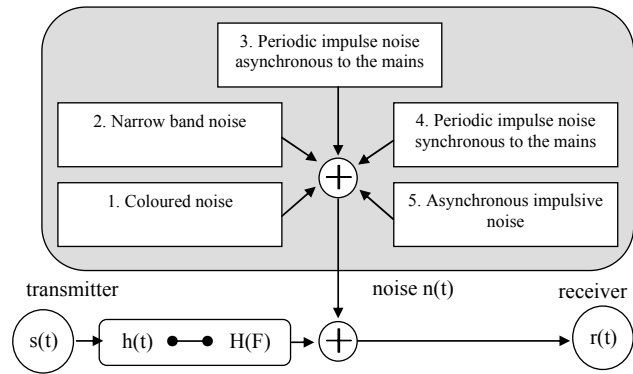 3. Periodic impulse noise
asynchronous to the mains
2. Narrow band noise
4. Periodic impulse noise
synchronous to the mains
1. Coloured noise
5. Asynchronous impulsive
noise
transmitter
noise n(t)
receiver
s(t)
h(t) H(F)
r(t)